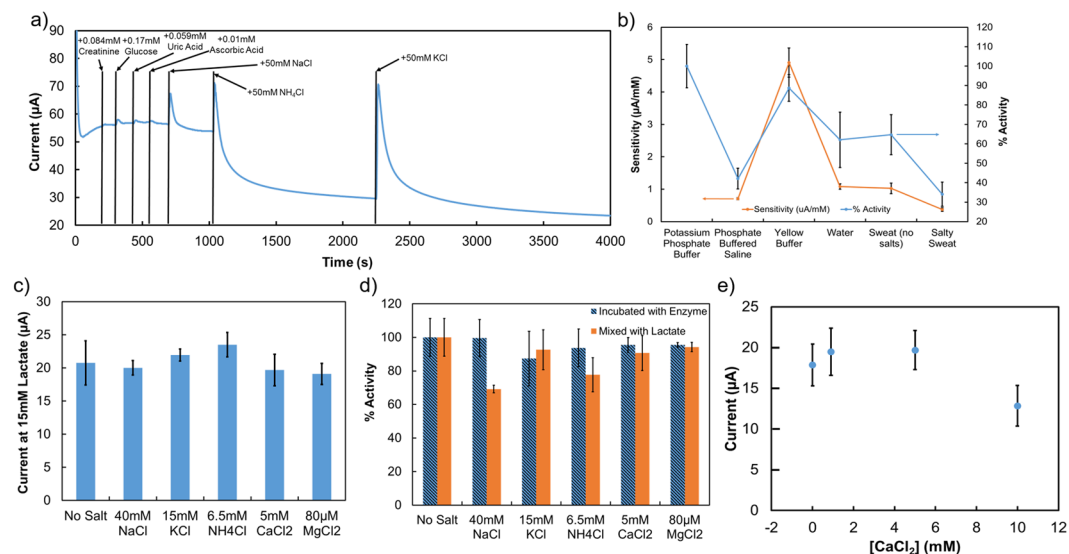 a)
+0.084mM
Creatinine
+0.17mM
Glucose
+0.059mM
Uric Acid
+0.01mM
Ascorbic Acid
+50mM NaCl
+50mM NH4Cl
+50mM KCl
90
80
70
60
50
40
30
20
Current (µA)
0
500
1000
1500
2000
2500
3000
3500
4000
Time (s)
b)
6
5
4
3
2
1
0
Sensitivity (µA/mM)
120
110
100
90
80
70
60
50
40
30
20
% Activity
Sensitivity (uA/mM)
% Activity
Potassium
Phosphate
Buffer
Phosphate
Buffered
Saline
Yellow
Buffer
Water
Sweat (no
salts)
Salty
Sweat
c)
30
25
20
15
10
5
0
Current at 15mM Lactate (µA)
No Salt
40mM
NaCl
15mM
KCl
6.5mM
NH4Cl
5mM
CaCl2
80µM
MgCl2
d)
120
100
80
60
40
20
0
% Activity
Incubated with Enzyme
Mixed with Lactate
No Salt
40mM
NaCl
15mM
KCl
6.5mM
NH4Cl
5mM
CaCl2
80µM
MgCl2
e)
25
20
15
10
5
0
Current (µA)
-2
0
2
4
6
8
10
12
[CaCl2] (mM)